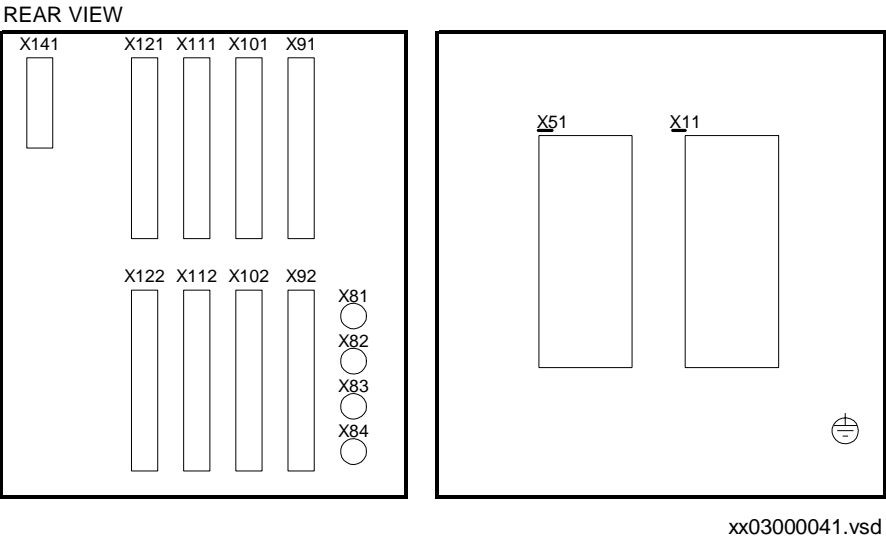 REAR VIEW
X141 X121 X111 X101 X91
X51 X11
X122 X112 X102 X92
X81
X82
X83
X84
xx03000041.vsd